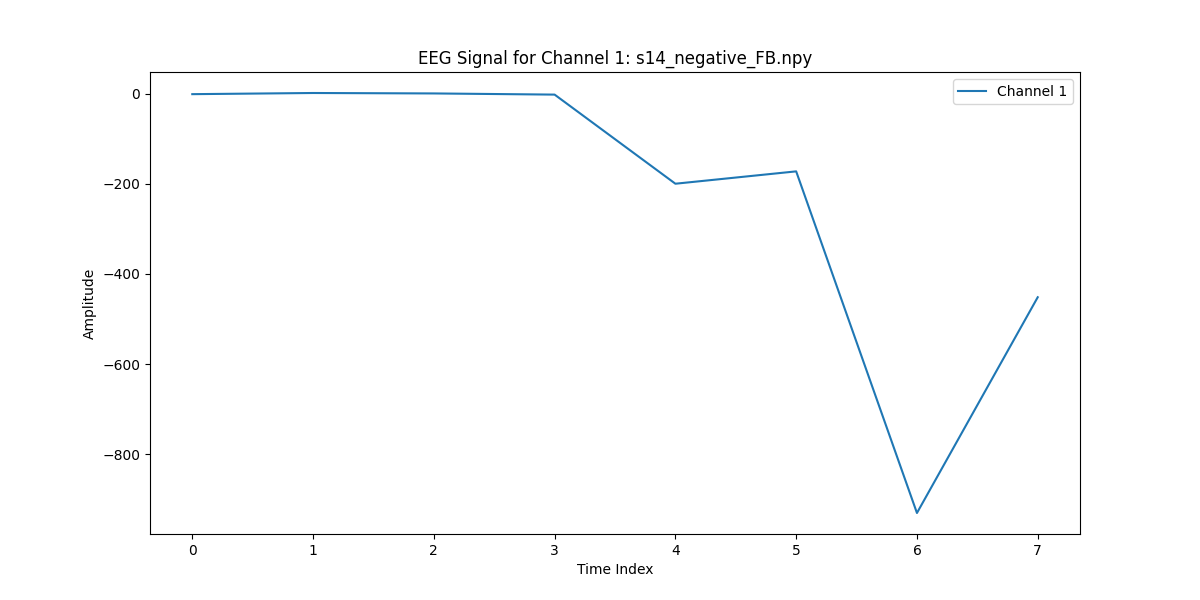 EEG Signal for Channel 1: s14_negative_FB.npy
Channel 1
0
−200
−400
−600
−800
Amplitude
0 1 2 3 4 5 6 7
Time Index